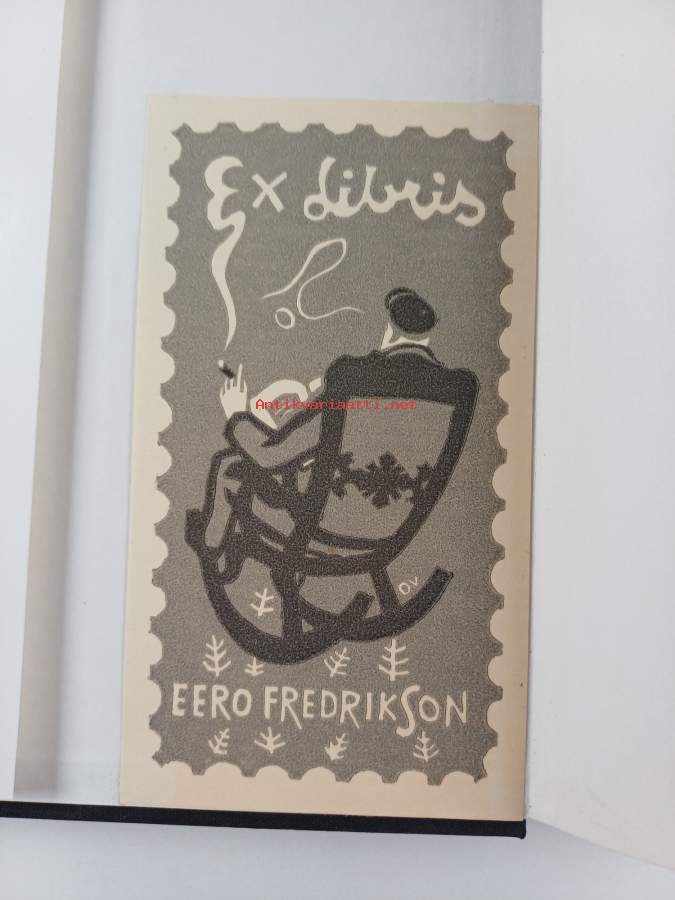 Ex libris
Antikvariaatti.net
OV
EERO FREDRIKSON